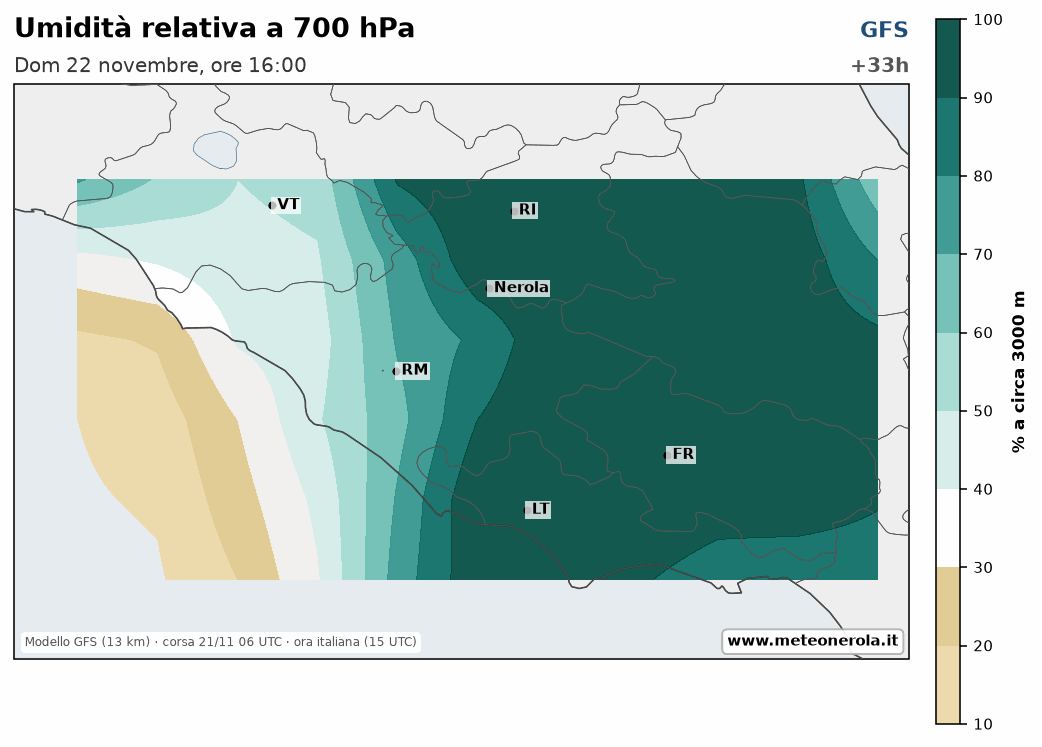 Umidità relativa a 700 hPa
GFS
Dom 22 novembre, ore 16:00
+33h
VT
RI
Nerola
RM
FR
LT
Modello GFS (13 km) · corsa 21/11 06 UTC · ora italiana (15 UTC)
www.meteonerola.it
100
90
80
70
60
50
40
30
20
10
% a circa 3000 m